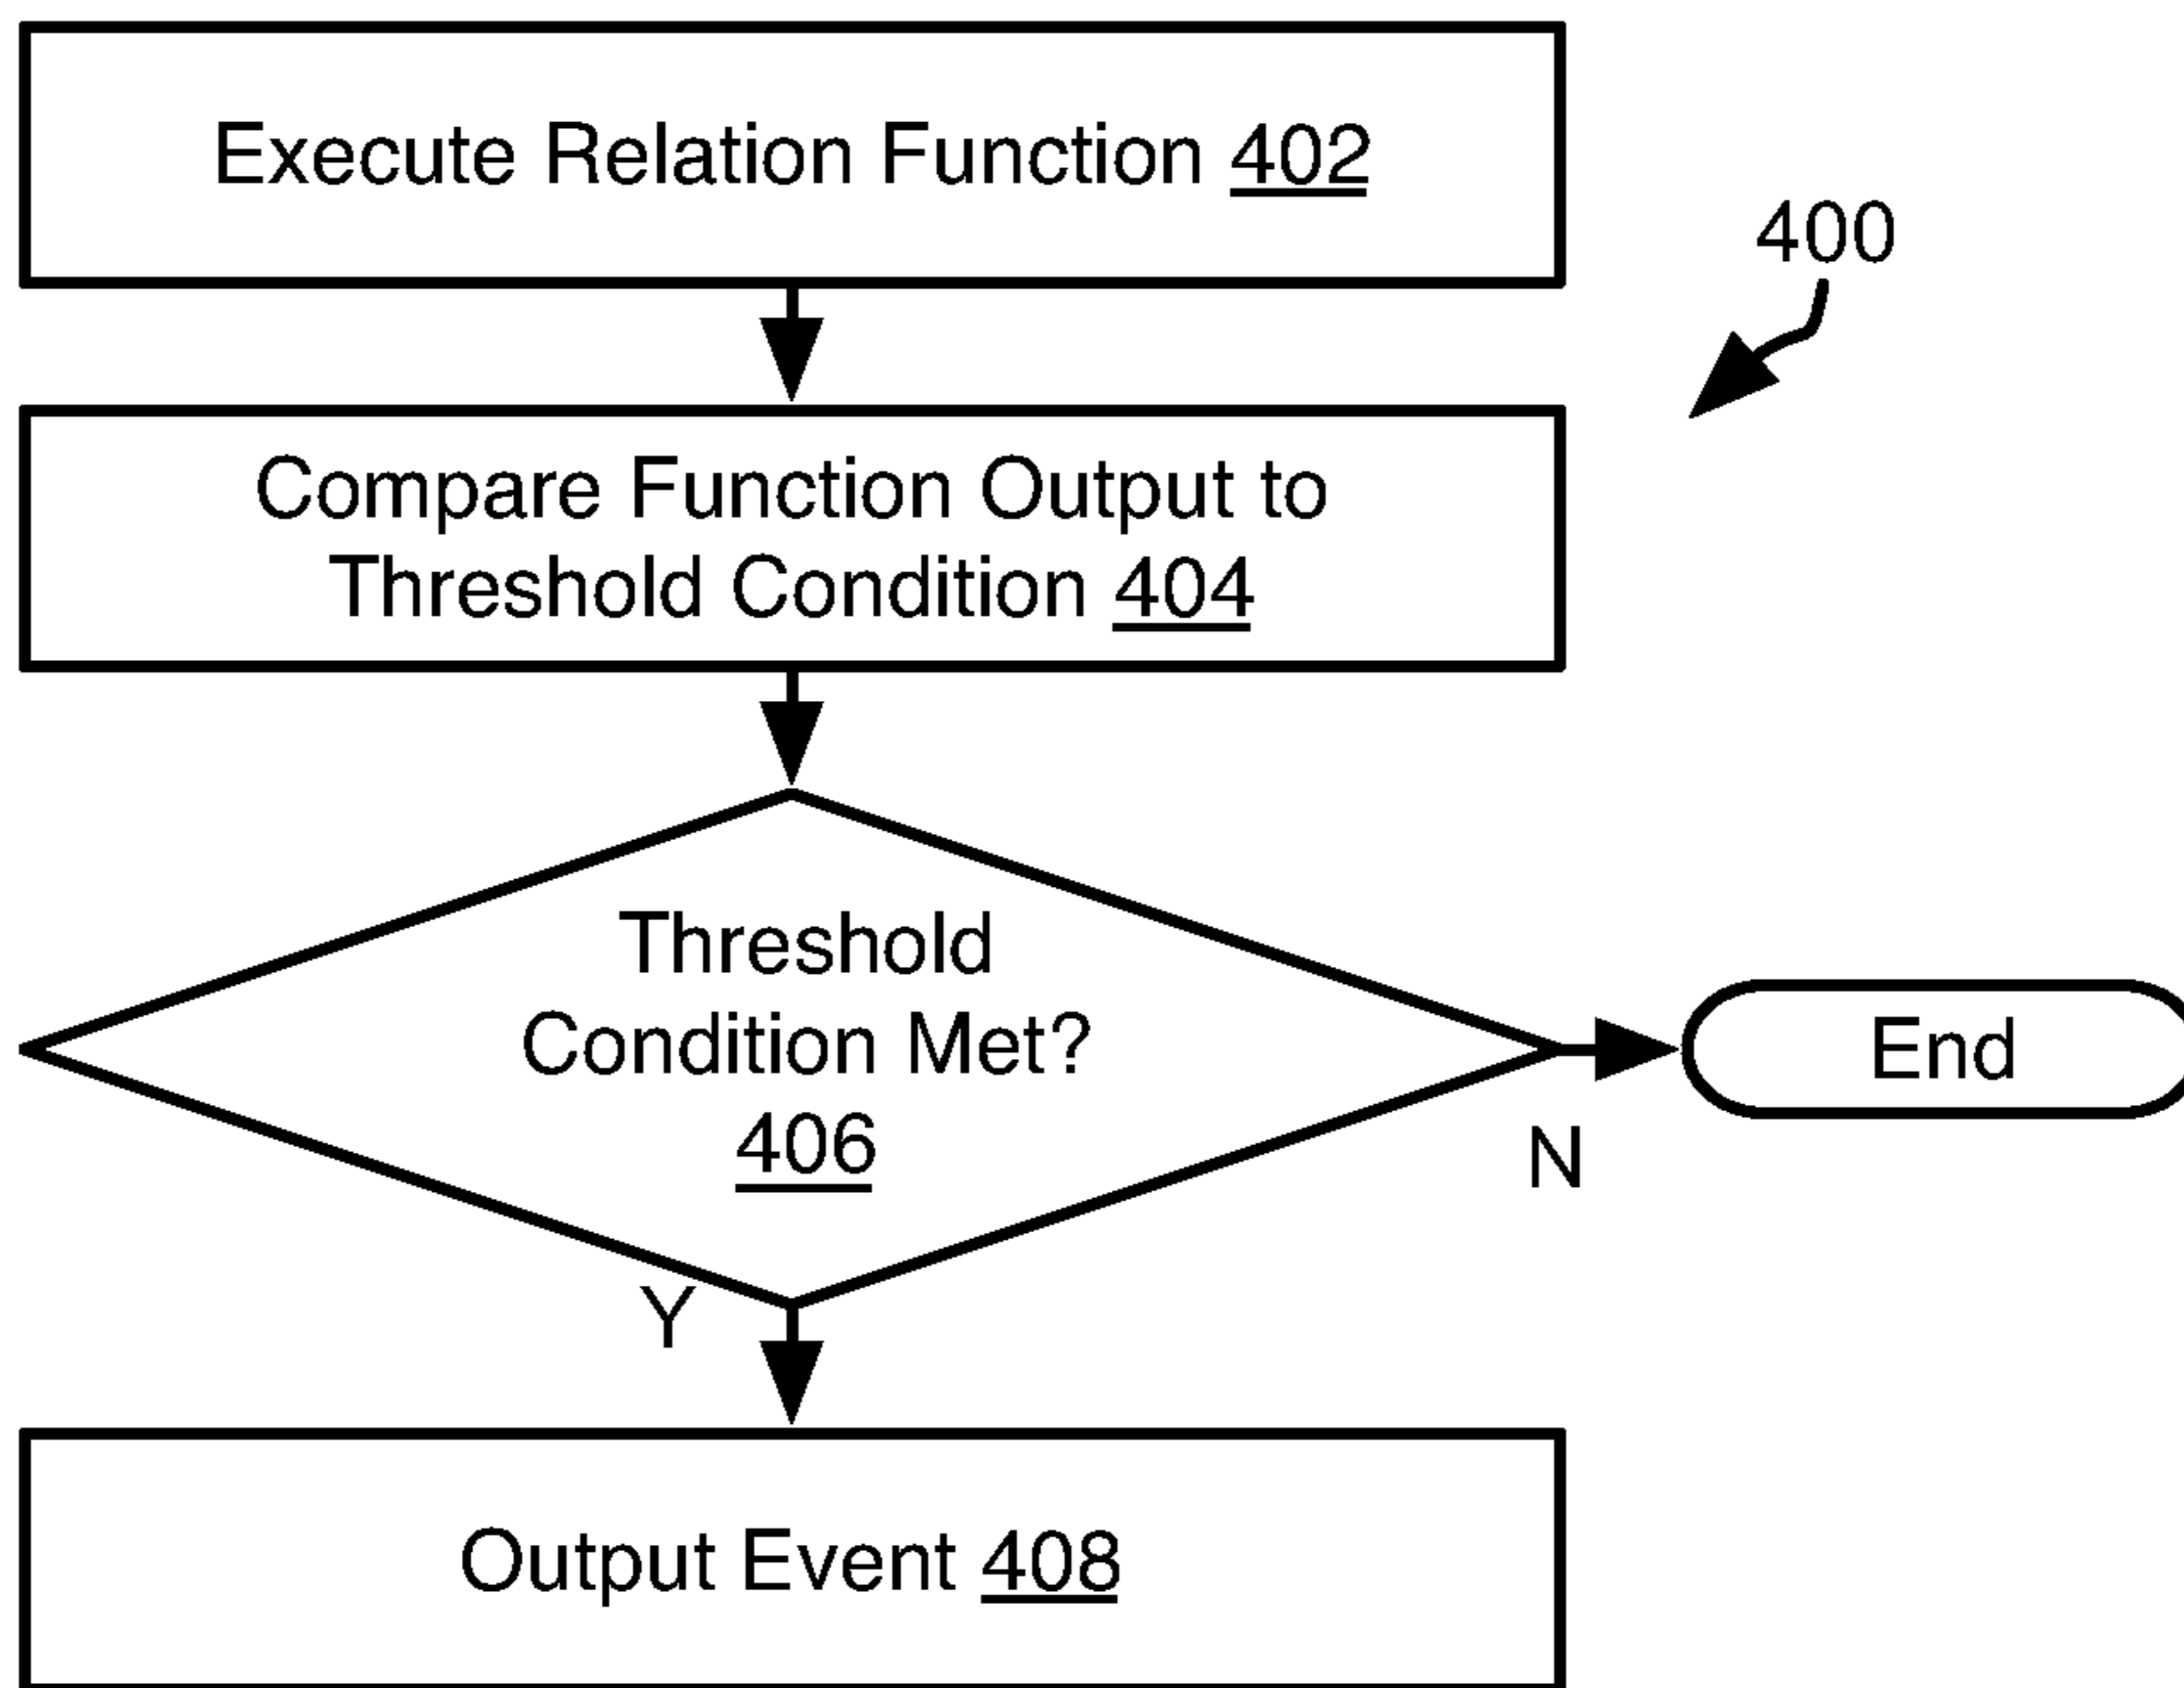 Execute Relation Function 402
400
Compare Function Output to
Threshold Condition 404
Threshold
Condition Met?
406
End
N
Y
Output Event 408